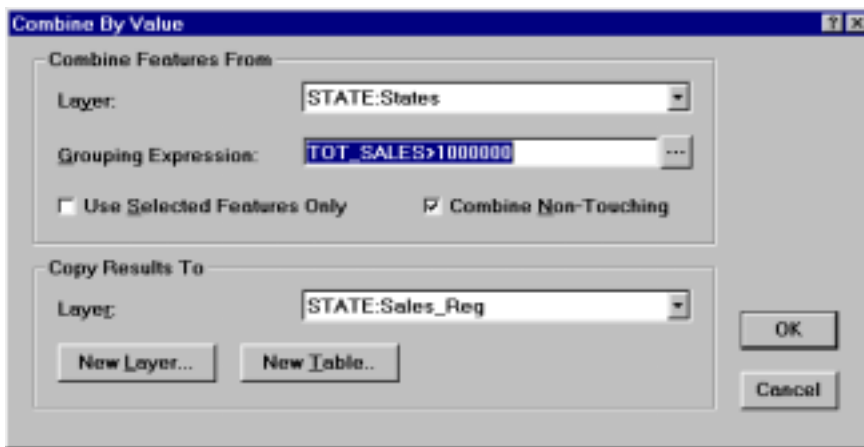 Combine By Value
Combine Features From
Layer: STATE:States
Grouping Expression: TOT_SALES>1000000 ...
Use Selected Features Only Combine Non-Touching
Copy Results To
Layer: STATE:Sales_Reg
New Layer... New Table..
OK
Cancel